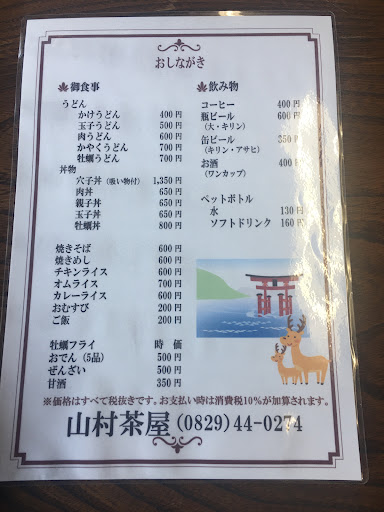 おしながき
御食事
うどん
かけうどん 400円
玉子うどん 500円
肉うどん 600円
かやくうどん 700円
牡蠣うどん 700円
丼物
穴子丼(吸い物付) 1,350円
肉丼 650円
親子丼 650円
玉子丼 650円
牡蠣丼 800円
焼きそば 600円
焼きめし 600円
チキンライス 600円
オムライス 700円
カレーライス 600円
おむすび 200円
ご飯 200円
牡蠣フライ 時価
おでん(5品) 500円
ぜんざい 500円
甘酒 350円
飲み物
コーヒー 400円
瓶ビール 600円
(大・キリン)
缶ビール 350円
(キリン・アサヒ)
お酒 400円
(ワンカップ)
ペットボトル
水 130円
ソフトドリンク 160円
※価格はすべて税抜きです。お支払い時は消費税10%が加算されます。
山村茶屋(0829)44-0274